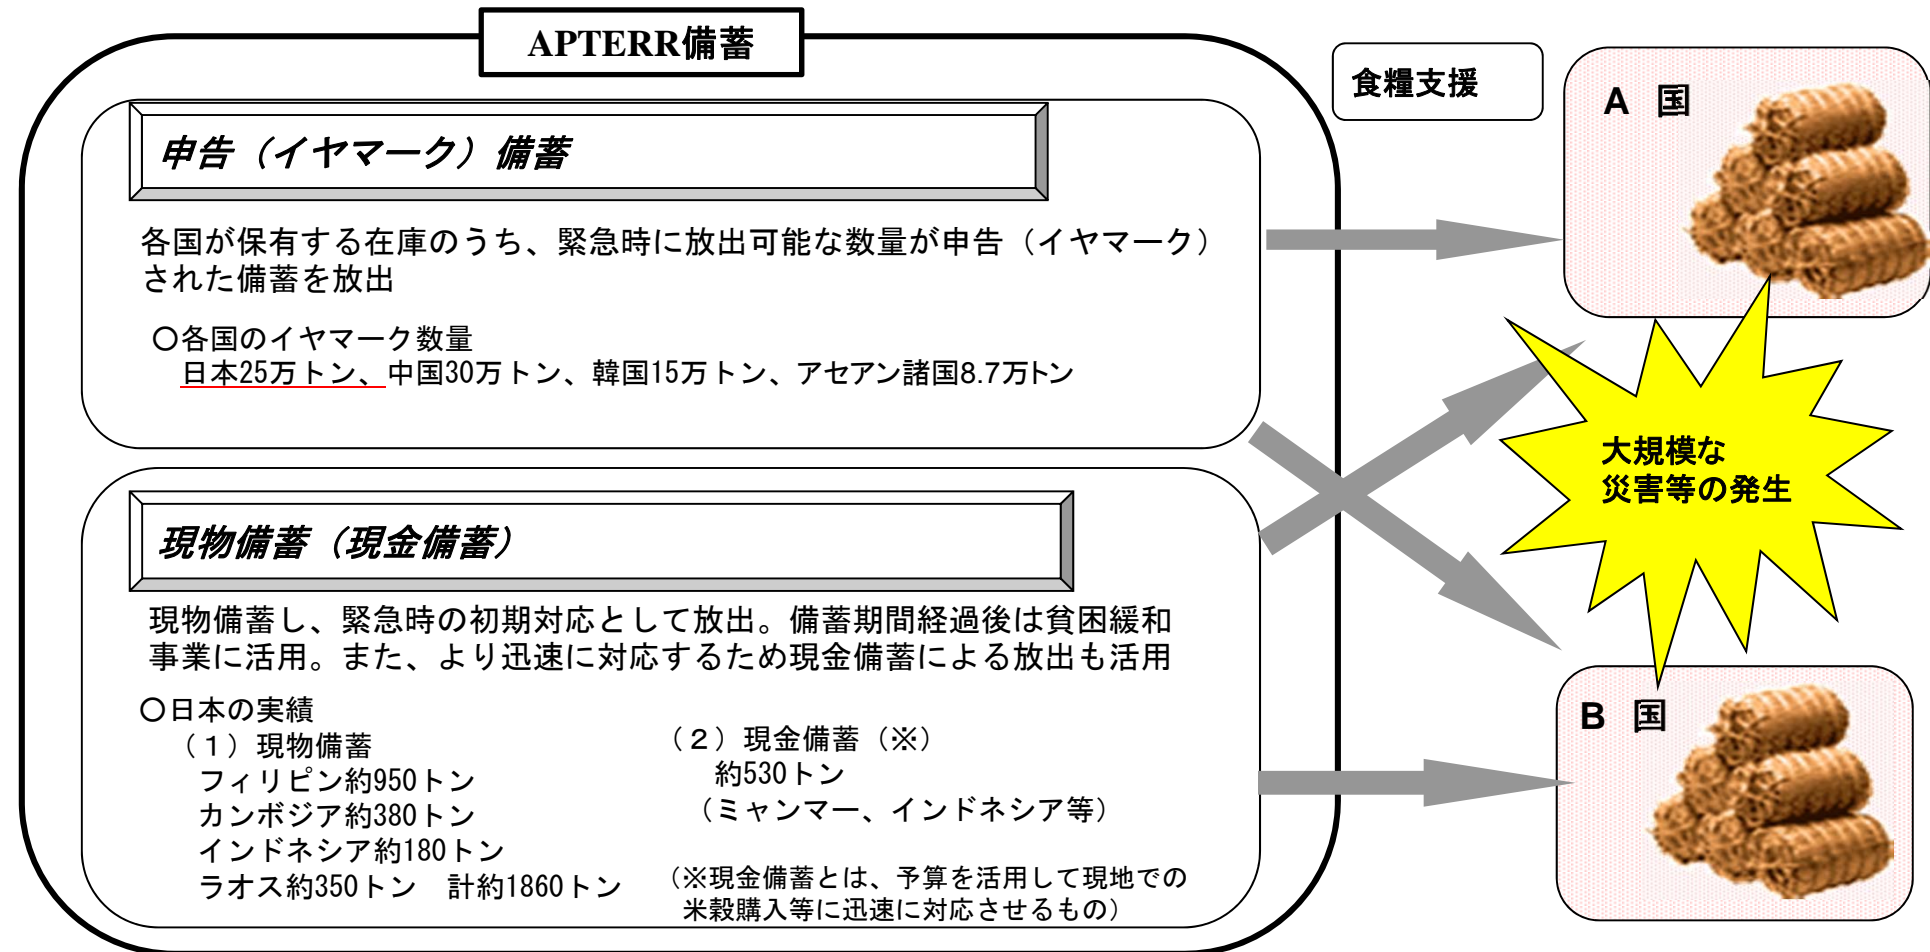 APTERR備蓄
申告（イヤマーク）備蓄
各国が保有する在庫のうち、緊急時に放出可能な数量が申告（イヤマーク）
された備蓄を放出
〇各国のイヤマーク数量
日本25万トン、中国30万トン、韓国15万トン、アセアン諸国8.7万トン
現物備蓄（現金備蓄）
現物備蓄し、緊急時の初期対応として放出。備蓄期間経過後は貧困緩和
事業に活用。また、より迅速に対応するため現金備蓄による放出も活用
〇日本の実績
（１）現物備蓄
フィリピン約950トン
カンボジア約380トン
インドネシア約180トン
ラオス約350トン　計約1860トン
（２）現金備蓄（※）
約530トン
（ミャンマー、インドネシア等）
（※現金備蓄とは、予算を活用して現地での
米穀購入等に迅速に対応させるもの）
食糧支援
A　国
大規模な
災害等の発生
B　国